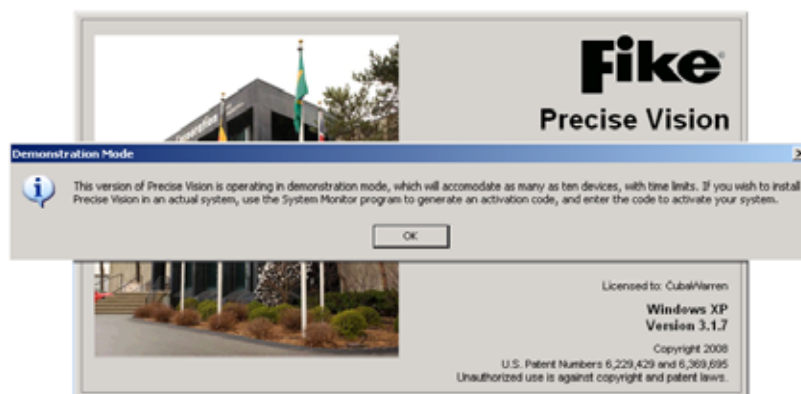 Fike
Precise Vision
Corporation
Demonstration Mode
This version of Precise Vision is operating in demonstration mode, which will accomodate as many as ten devices, with time limits. If you wish to install
Precise Vision in an actual system, use the System Monitor program to generate an activation code, and enter the code to activate your system.
OK
Licensed to: CubaWarren
Windows XP
Version 3.1.7
Copyright 2008
U.S. Patent Numbers 6,229,429 and 6,369,695
Unauthorized use is against copyright and patent laws.